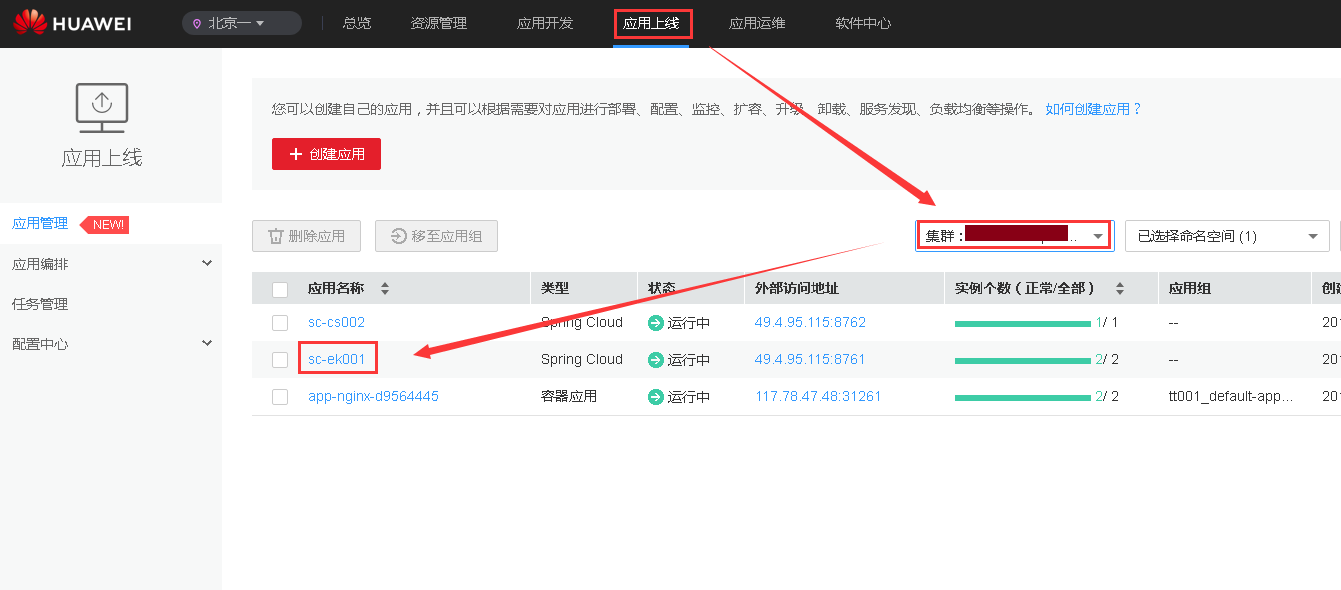 HUAWEI 北京一 总览 资源管理 应用开发 应用上线 应用运维 软件中心
应用上线
您可以创建自己的应用，并且可以根据需要对应用进行部署、配置、监控、扩容、升级、卸载、服务发现、负载均衡等操作。 如何创建应用？
创建应用
应用管理 NEW!
应用编排
任务管理
配置中心
删除应用 移至应用组 集群： .. 已选择命名空间 (1)
应用名称 类型 状态 外部访问地址 实例个数（正常/全部） 应用组
sc-cs002 Spring Cloud 运行中 49.4.95.115:8762 1/ 1 -- 201
sc-ek001 Spring Cloud 运行中 49.4.95.115:8761 2/ 2 -- 201
app-nginx-d9564445 容器应用 运行中 117.78.47.48:31261 2/ 2 tt001_default-app... 201